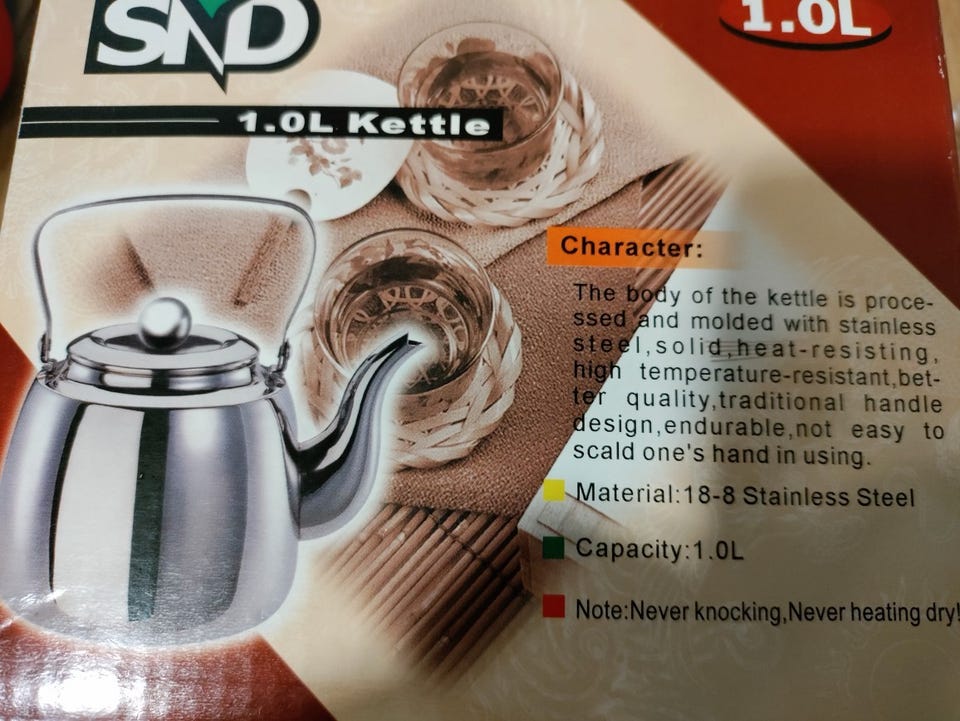 SND
1.0L
1.0L Kettle
Character:
The body of the kettle is proce-
ssed and molded with stainless
steel,solid,heat-resisting,
high temperature-resistant,bet-
ter quality,traditional handle
design,endurable,not easy to
scald one's hand in using.
Material:18-8 Stainless Steel
Capacity:1.0L
Note:Never knocking,Never heating dry!